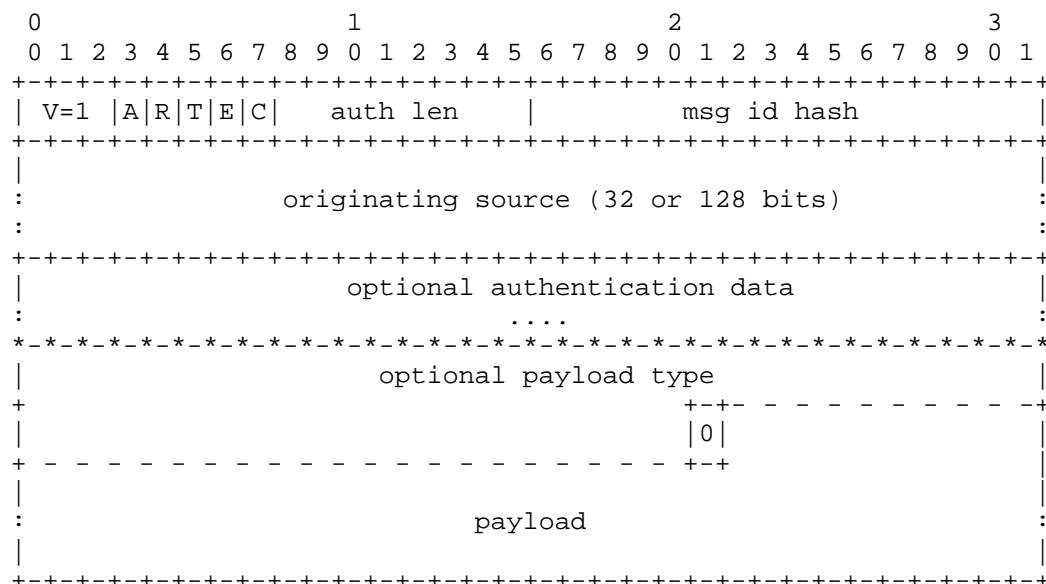 0                   1                   2                   3
 0 1 2 3 4 5 6 7 8 9 0 1 2 3 4 5 6 7 8 9 0 1 2 3 4 5 6 7 8 9 0 1
+-+-+-+-+-+-+-+-+-+-+-+-+-+-+-+-+-+-+-+-+-+-+-+-+-+-+-+-+-+-+-+-+
| V=1 |A|R|T|E|C|   auth len    |         msg id hash           |
+-+-+-+-+-+-+-+-+-+-+-+-+-+-+-+-+-+-+-+-+-+-+-+-+-+-+-+-+-+-+-+-+
|                                                               |
:                originating source (32 or 128 bits)            :
:                                                               :
+-+-+-+-+-+-+-+-+-+-+-+-+-+-+-+-+-+-+-+-+-+-+-+-+-+-+-+-+-+-+-+-+
|                    optional authentication data               |
:                              ....                             :
*-*-*-*-*-*-*-*-*-*-*-*-*-*-*-*-*-*-*-*-*-*-*-*-*-*-*-*-*-*-*-*-*
|                      optional payload type                    |
+                                         +-+- - - - - - - - - -+
|                                         |0|                   |
+ - - - - - - - - - - - - - - - - - - - - +-+                   |
|                                                               |
:                            payload                            :
|                                                               |
+-+-+-+-+-+-+-+-+-+-+-+-+-+-+-+-+-+-+-+-+-+-+-+-+-+-+-+-+-+-+-+-+